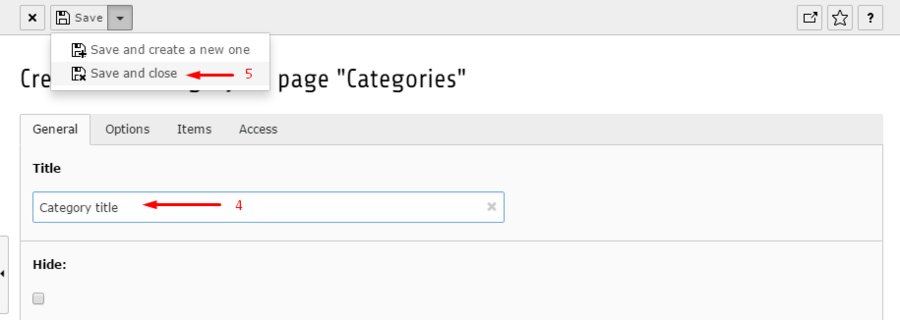 Save
?
Save and create a new one
Save and close
5
Cre page "Categories"
General Options Items Access
Title
Category title
4
Hide: